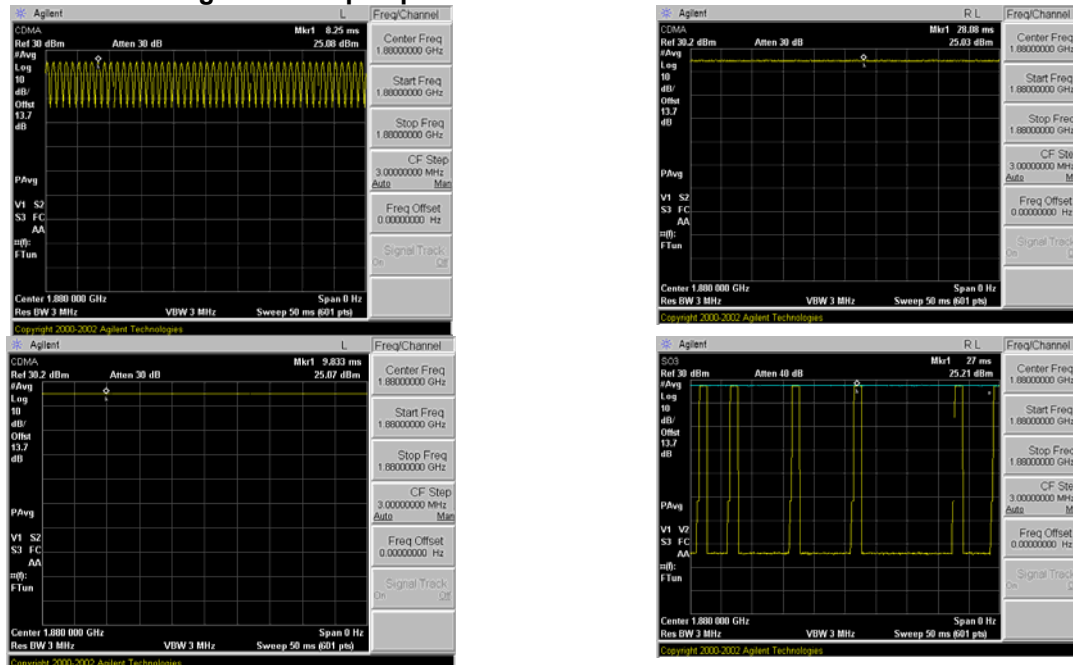 Agilent L Freq/Channel
CDMA Mkr1 8.25 ms
Ref 30 dBm Atten 30 dB 25.08 dBm
#Avg
Log
10
dB/
Offst
13.7
dB
PAvg
V1 S2
S3 FC
AA
¤(f):
FTun
Center 1.880 000 GHz Span 0 Hz
Res BW 3 MHz VBW 3 MHz Sweep 50 ms (601 pts)
Copyright 2000-2002 Agilent Technologies
Center Freq
1.88000000 GHz
Start Freq
1.88000000 GHz
Stop Freq
1.88000000 GHz
CF Step
3.00000000 MHz
Auto Man
Freq Offset
0.00000000 Hz
Signal Track
On Off
Agilent R L Freq/Channel
CDMA Mkr1 28.08 ms
Ref 30.2 dBm Atten 30 dB 25.03 dBm
#Avg
Log
10
dB/
Offst
13.7
dB
PAvg
V1 S2
S3 FC
AA
¤(f):
FTun
Center 1.880 000 GHz Span 0 Hz
Res BW 3 MHz VBW 3 MHz Sweep 50 ms (601 pts)
Copyright 2000-2002 Agilent Technologies
Center Freq
1.88000000 GHz
Start Freq
1.88000000 GHz
Stop Freq
1.88000000 GHz
CF Ste
3.00000000 MHz
Auto M
Freq Offset
0.00000000 Hz
Signal Track
On
Agilent L Freq/Channel
CDMA Mkr1 9.833 ms
Ref 30.2 dBm Atten 30 dB 25.07 dBm
#Avg
Log
10
dB/
Offst
13.7
dB
PAvg
V1 S2
S3 FC
AA
¤(f):
FTun
Center 1.880 000 GHz Span 0 Hz
Res BW 3 MHz VBW 3 MHz Sweep 50 ms (601 pts)
Copyright 2000-2002 Agilent Technologies
Center Freq
1.88000000 GHz
Start Freq
1.88000000 GHz
Stop Freq
1.88000000 GHz
CF Step
3.00000000 MHz
Auto Man
Freq Offset
0.00000000 Hz
Signal Track
On Off
Agilent R L Freq/Channel
SO3 Mkr1 27 ms
Ref 30 dBm Atten 40 dB 25.21 dBm
#Avg
Log
10
dB/
Offst
13.7
dB
PAvg
V1 V2
S3 FC
AA
¤(f):
FTun
Center 1.880 000 GHz Span 0 Hz
Res BW 3 MHz VBW 3 MHz Sweep 50 ms (601 pts)
Copyright 2000-2002 Agilent Technologies
Center Freq
1.88000000 GHz
Start Freq
1.88000000 GHz
Stop Freq
1.88000000 GHz
CF Ste
3.00000000 MHz
Auto M
Freq Offset
0.00000000 Hz
Signal Track
On